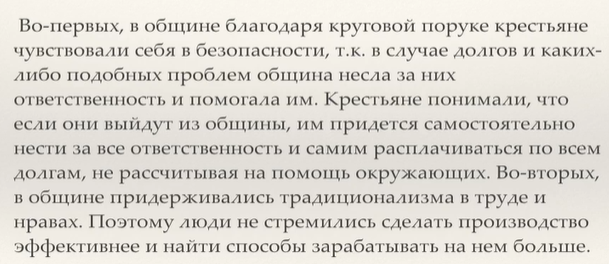 Во-первых, в общине благодаря круговой поруке крестьяне
чувствовали себя в безопасности, т.к. в случае долгов и каких-
либо подобных проблем община несла за них
ответственность и помогала им. Крестьяне понимали, что
если они выйдут из общины, им придется самостоятельно
нести за все ответственность и самим расплачиваться по всем
долгам, не рассчитывая на помощь окружающих. Во-вторых,
в общине придерживались традиционализма в труде и
нравах. Поэтому люди не стремились сделать производство
эффективнее и найти способы зарабатывать на нем больше.